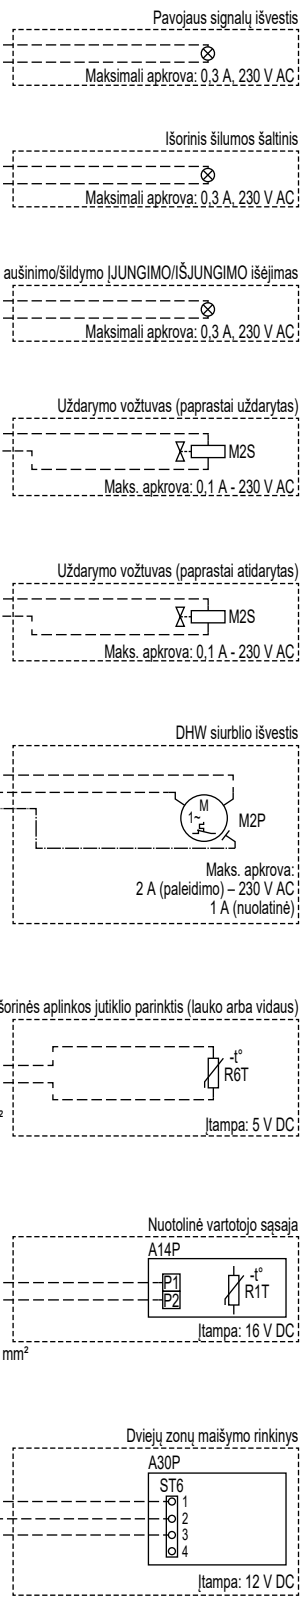 Pavojaus signalų išvestis
Maksimali apkrova: 0,3 A, 230 V AC
Išorinis šilumos šaltinis
Maksimali apkrova: 0,3 A, 230 V AC
aušinimo/šildymo ĮJUNGIMO/IŠJUNGIMO išėjimas
Maksimali apkrova: 0,3 A, 230 V AC
Uždarymo vožtuvas (paprastai uždarytas)
M2S
Maks. apkrova: 0,1 A - 230 V AC
Uždarymo vožtuvas (paprastai atidarytas)
M2S
Maks. apkrova: 0,1 A - 230 V AC
DHW siurblio išvestis
M
1~
M2P
Maks. apkrova:
2 A (paleidimo) – 230 V AC
1 A (nuolatinė)
šorinės aplinkos jutiklio parinktis (lauko arba vidaus)
-t°
R6T
²
Įtampa: 5 V DC
Nuotolinė vartotojo sąsaja
A14P
P1
P2
-t°
R1T
Įtampa: 16 V DC
mm²
Dviejų zonų maišymo rinkinys
A30P
ST6
1
2
3
4
Įtampa: 12 V DC